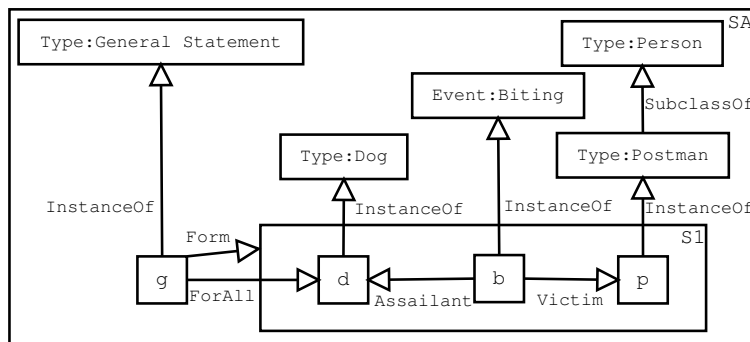 SA
Type:General Statement
Type:Person
Event:Biting
SubclassOf
Type:Dog
Type:Postman
InstanceOf
InstanceOf
InstanceOf
InstanceOf
Form
S1
g
d
b
p
ForAll
Assailant
Victim